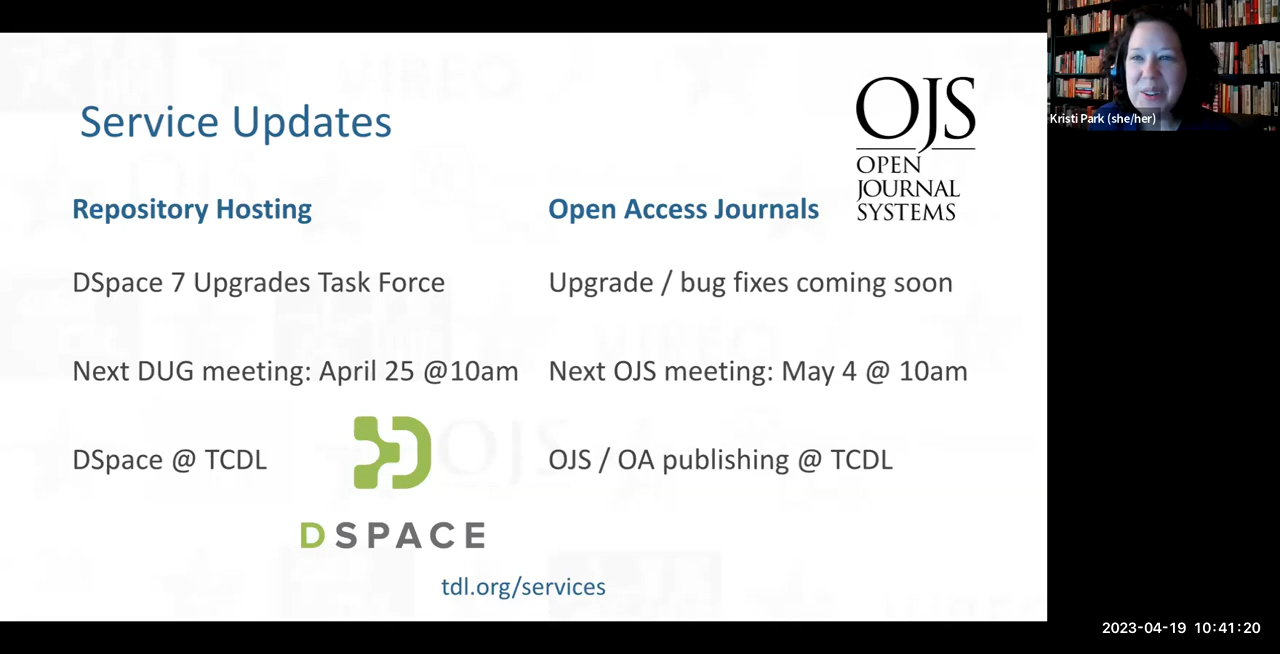 Service Updates
OJS
OPEN
JOURNAL
SYSTEMS
Repository Hosting
DSpace 7 Upgrades Task Force
Next DUG meeting: April 25 @10am
DSpace @ TCDL
DSPACE
Open Access Journals
Upgrade / bug fixes coming soon
Next OJS meeting: May 4 @ 10am
OJS / OA publishing @ TCDL
tdl.org/services
Kristi Park (she/her)
2023-04-19 10:41:20